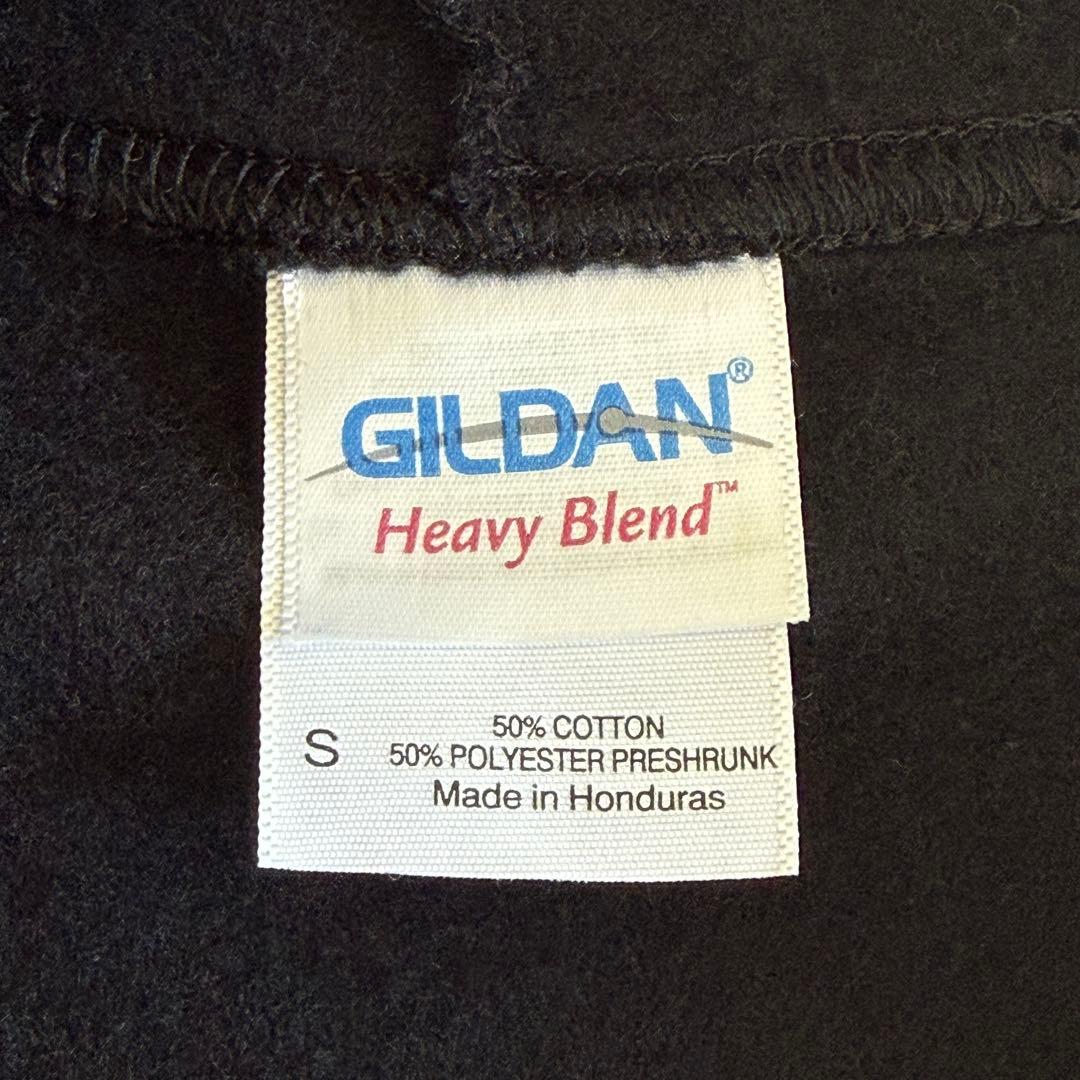 GILDAN®
Heavy Blend™
S
50% COTTON
50% POLYESTER PRESHRUNK
Made in Honduras